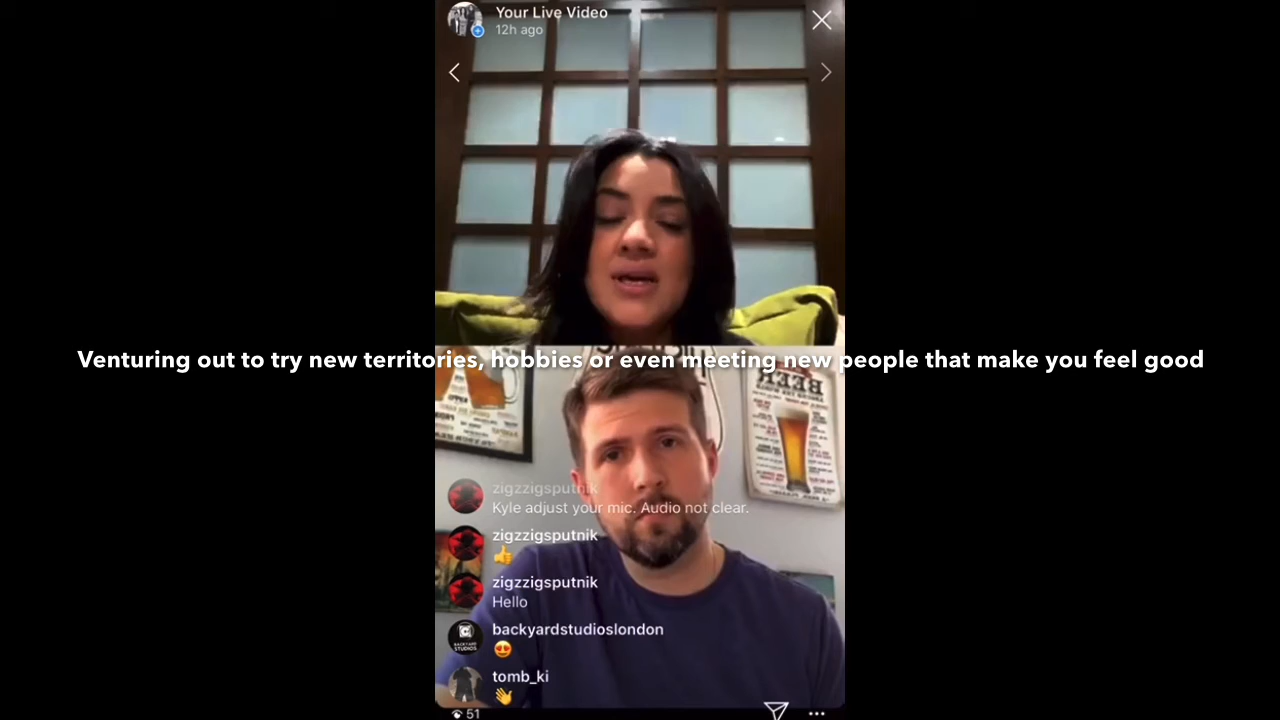 Your Live Video
12h ago
Venturing out to try new territories, hobbies or even meeting new people that make you feel good
BEER
zigzzigsputnik
Kyle adjust your mic. Audio not clear.
zigzzigsputnik
👍
zigzzigsputnik
Hello
backyardstudioslondon
😍
tomb_ki
👋
51